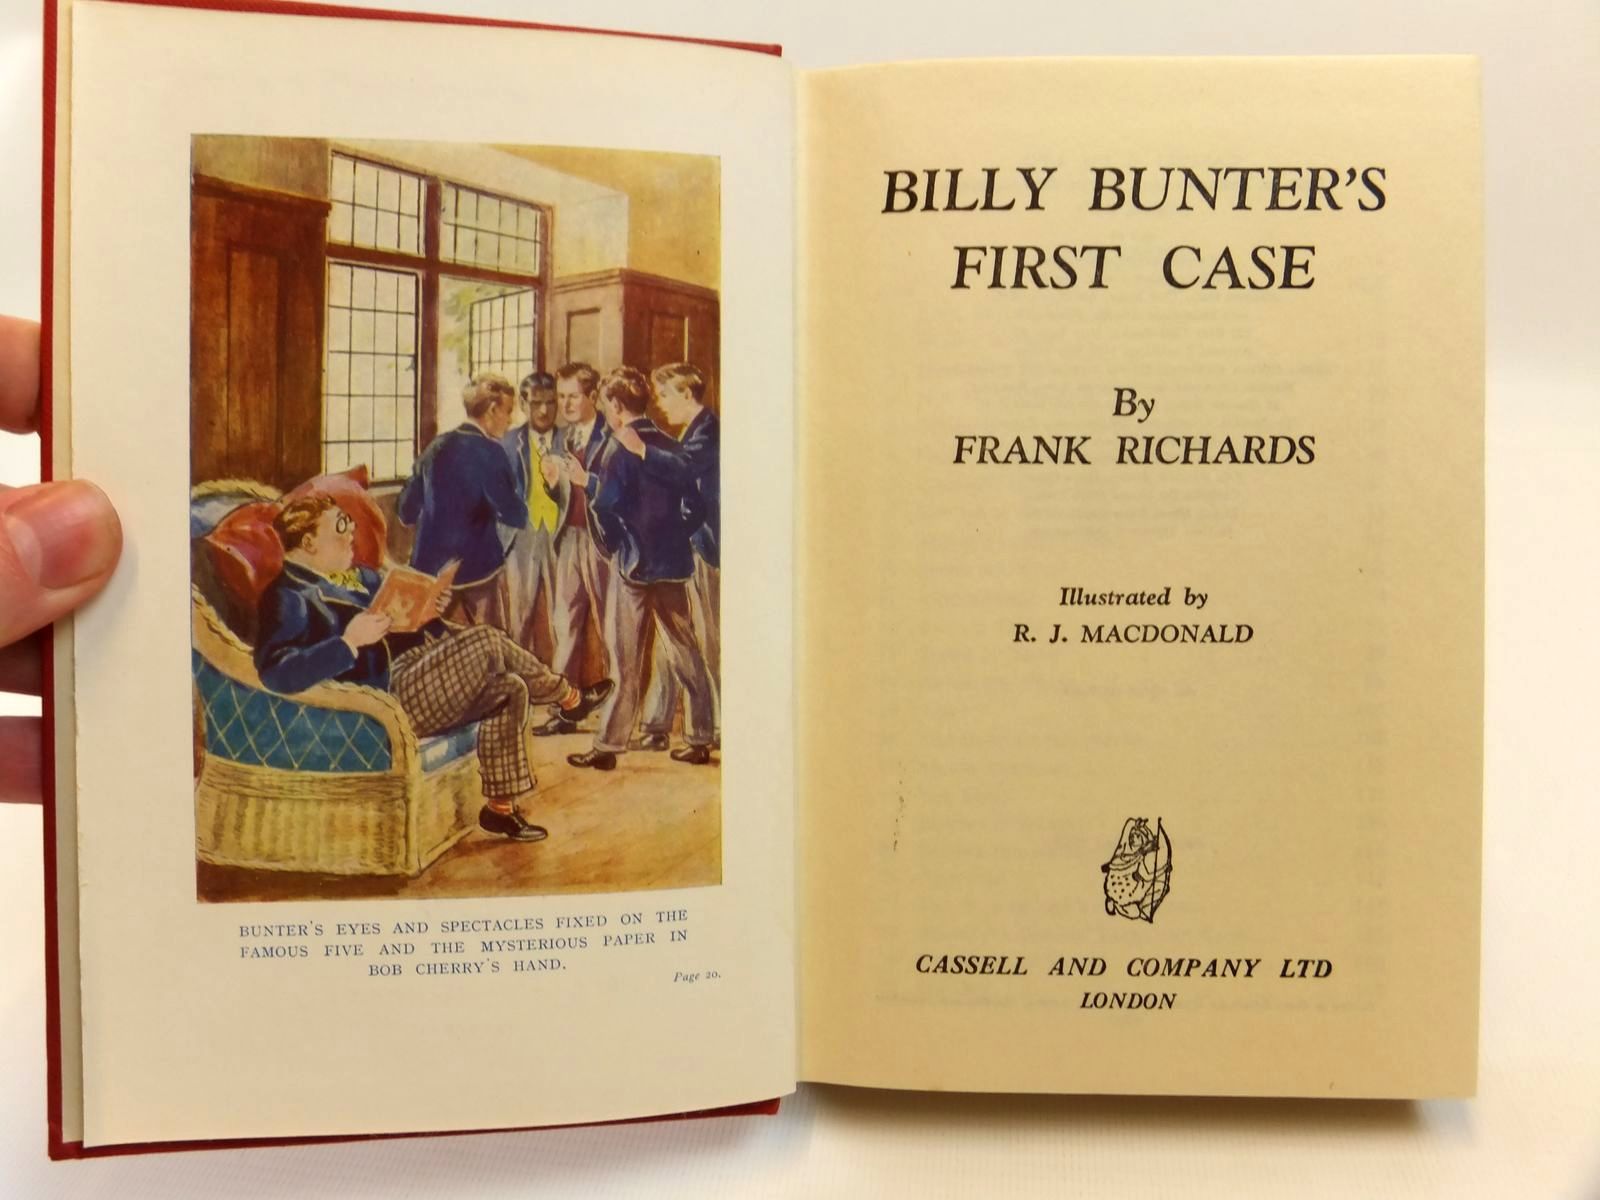 BUNTER'S EYES AND SPECTACLES FIXED ON THE
FAMOUS FIVE AND THE MYSTERIOUS PAPER IN
BOB CHERRY'S HAND.
Page 20.
BILLY BUNTER'S
FIRST CASE
By
FRANK RICHARDS
Illustrated by
R. J. MACDONALD
CASSELL AND COMPANY LTD
LONDON